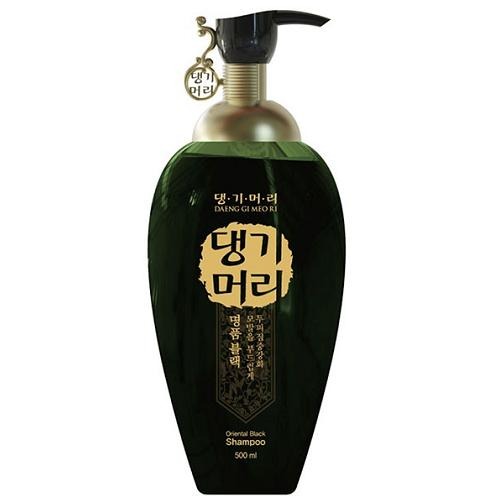 댕기
머리
댕·기·머·리
DAENG GI MEO RI
댕기
머리
명품블랙
모발을 부드럽게
두피집중강화
Oriental Black
Shampoo
500 ml